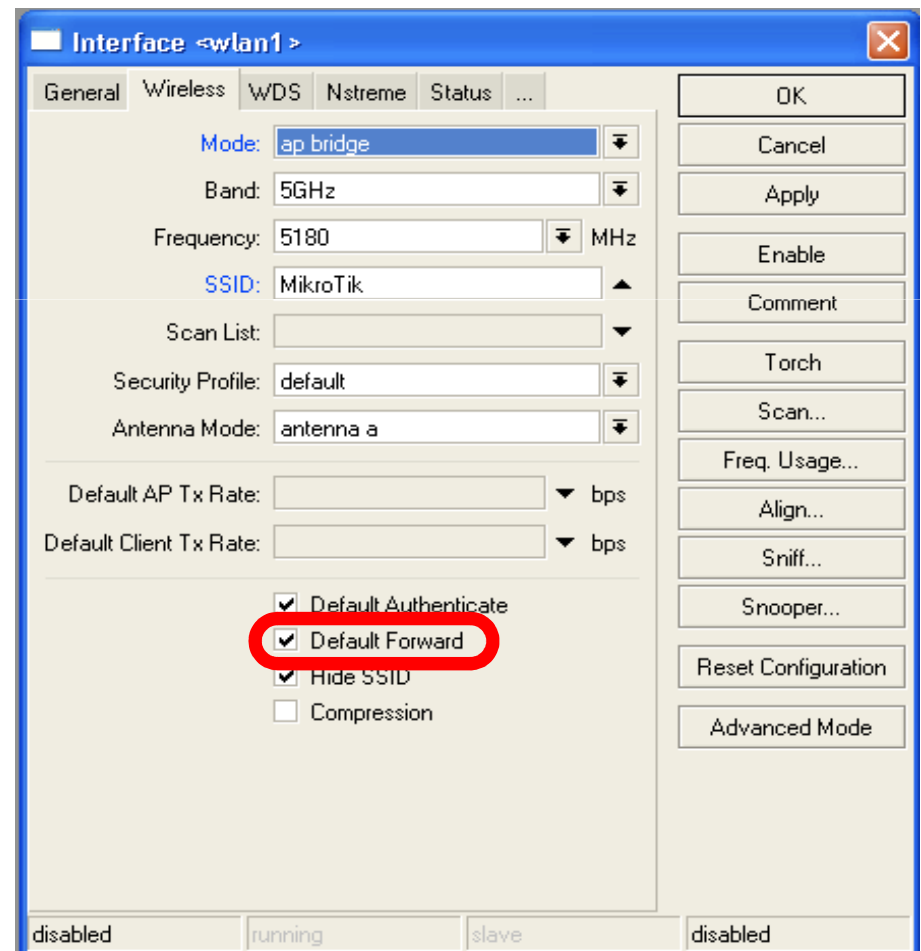 Interface <wlan1>
General Wireless WDS Nstreme Status ...
OK
Mode: ap bridge
Cancel
Band: 5GHz
Apply
Frequency: 5180 MHz
Enable
SSID: MikroTik
Comment
Scan List:
Torch
Security Profile: default
Scan...
Antenna Mode: antenna a
Freq. Usage...
Default AP Tx Rate: bps
Align...
Default Client Tx Rate: bps
Sniff...
Default Authenticate
Snooper...
Default Forward
Hide SSID
Reset Configuration
Compression
Advanced Mode
disabled running slave disabled